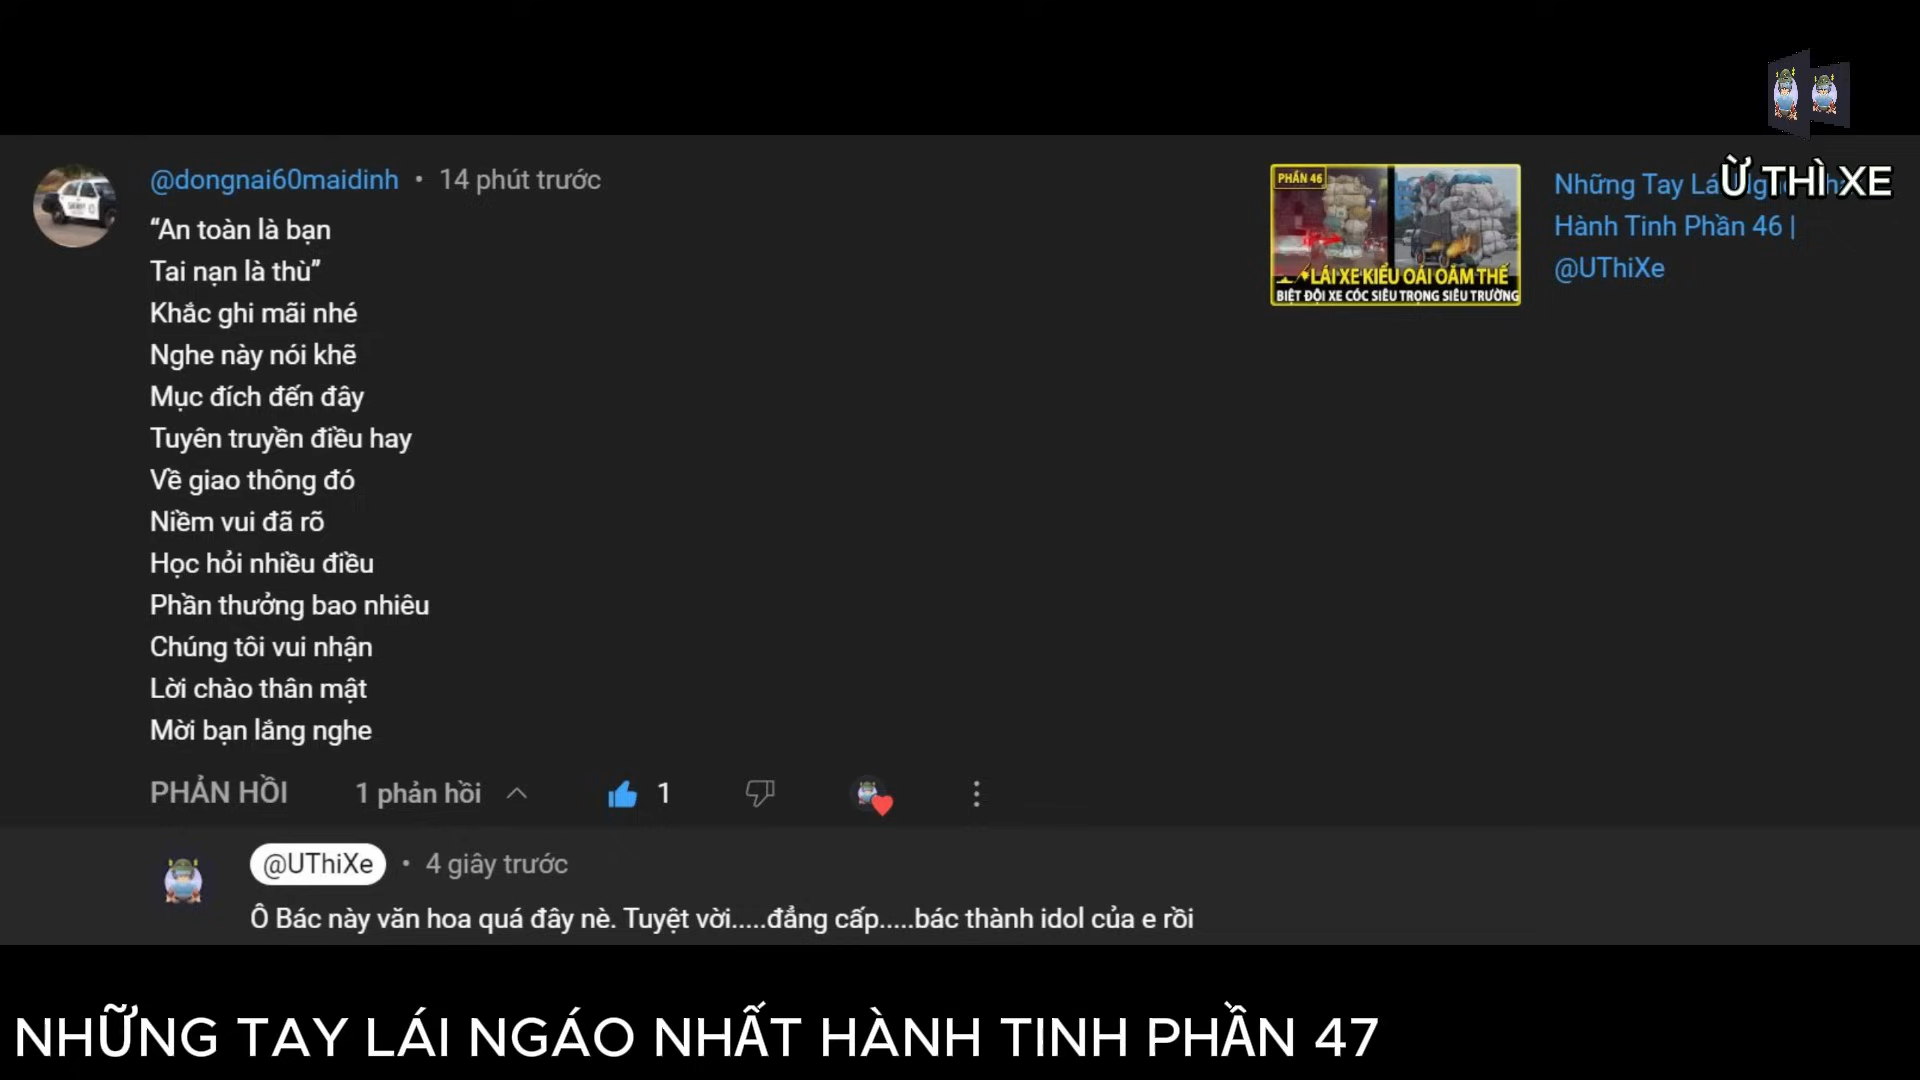 @dongnai60maidinh • 14 phút trước
“An toàn là bạn
Tai nạn là thù”
Khắc ghi mãi nhé
Nghe này nói khẽ
Mục đích đến đây
Tuyên truyền điều hay
Về giao thông đó
Niềm vui đã rõ
Học hỏi nhiều điều
Phần thưởng bao nhiêu
Chúng tôi vui nhận
Lời chào thân mật
Mời bạn lắng nghe
PHẢN HỒI 1 phản hồi 1
@UThiXe • 4 giây trước
Ô Bác này văn hoa quá đây nè. Tuyệt vời.....đẳng cấp.....bác thành idol của e rồi
PHẦN 46
LÁI XE KIỂU OÁI OĂM THẾ
BIỆT ĐỘI XE CÓC SIÊU TRỌNG SIÊU TRƯỜNG
Những Tay
Hành Tinh Phần 46 |
@UThiXe
Ừ THÌ XE
NHỮNG TAY LÁI NGÁO NHẤT HÀNH TINH PHẦN 47